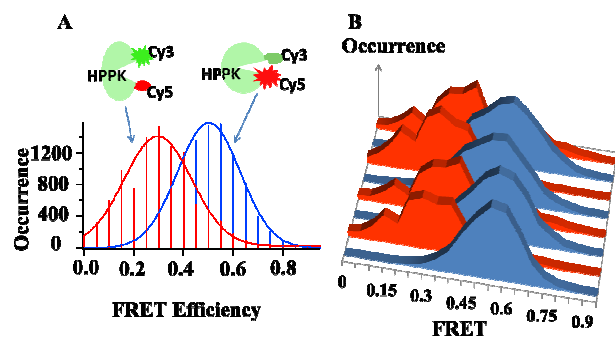 A
B
Cy3
HPPK
Cy5
Cy3
HPPK
Cy5
Occurrence
Occurrence
1200
800
400
0
0.0 0.2 0.4 0.6 0.8
FRET Efficiency
0 0.15 0.3 0.45 0.6 0.75 0.9
FRET